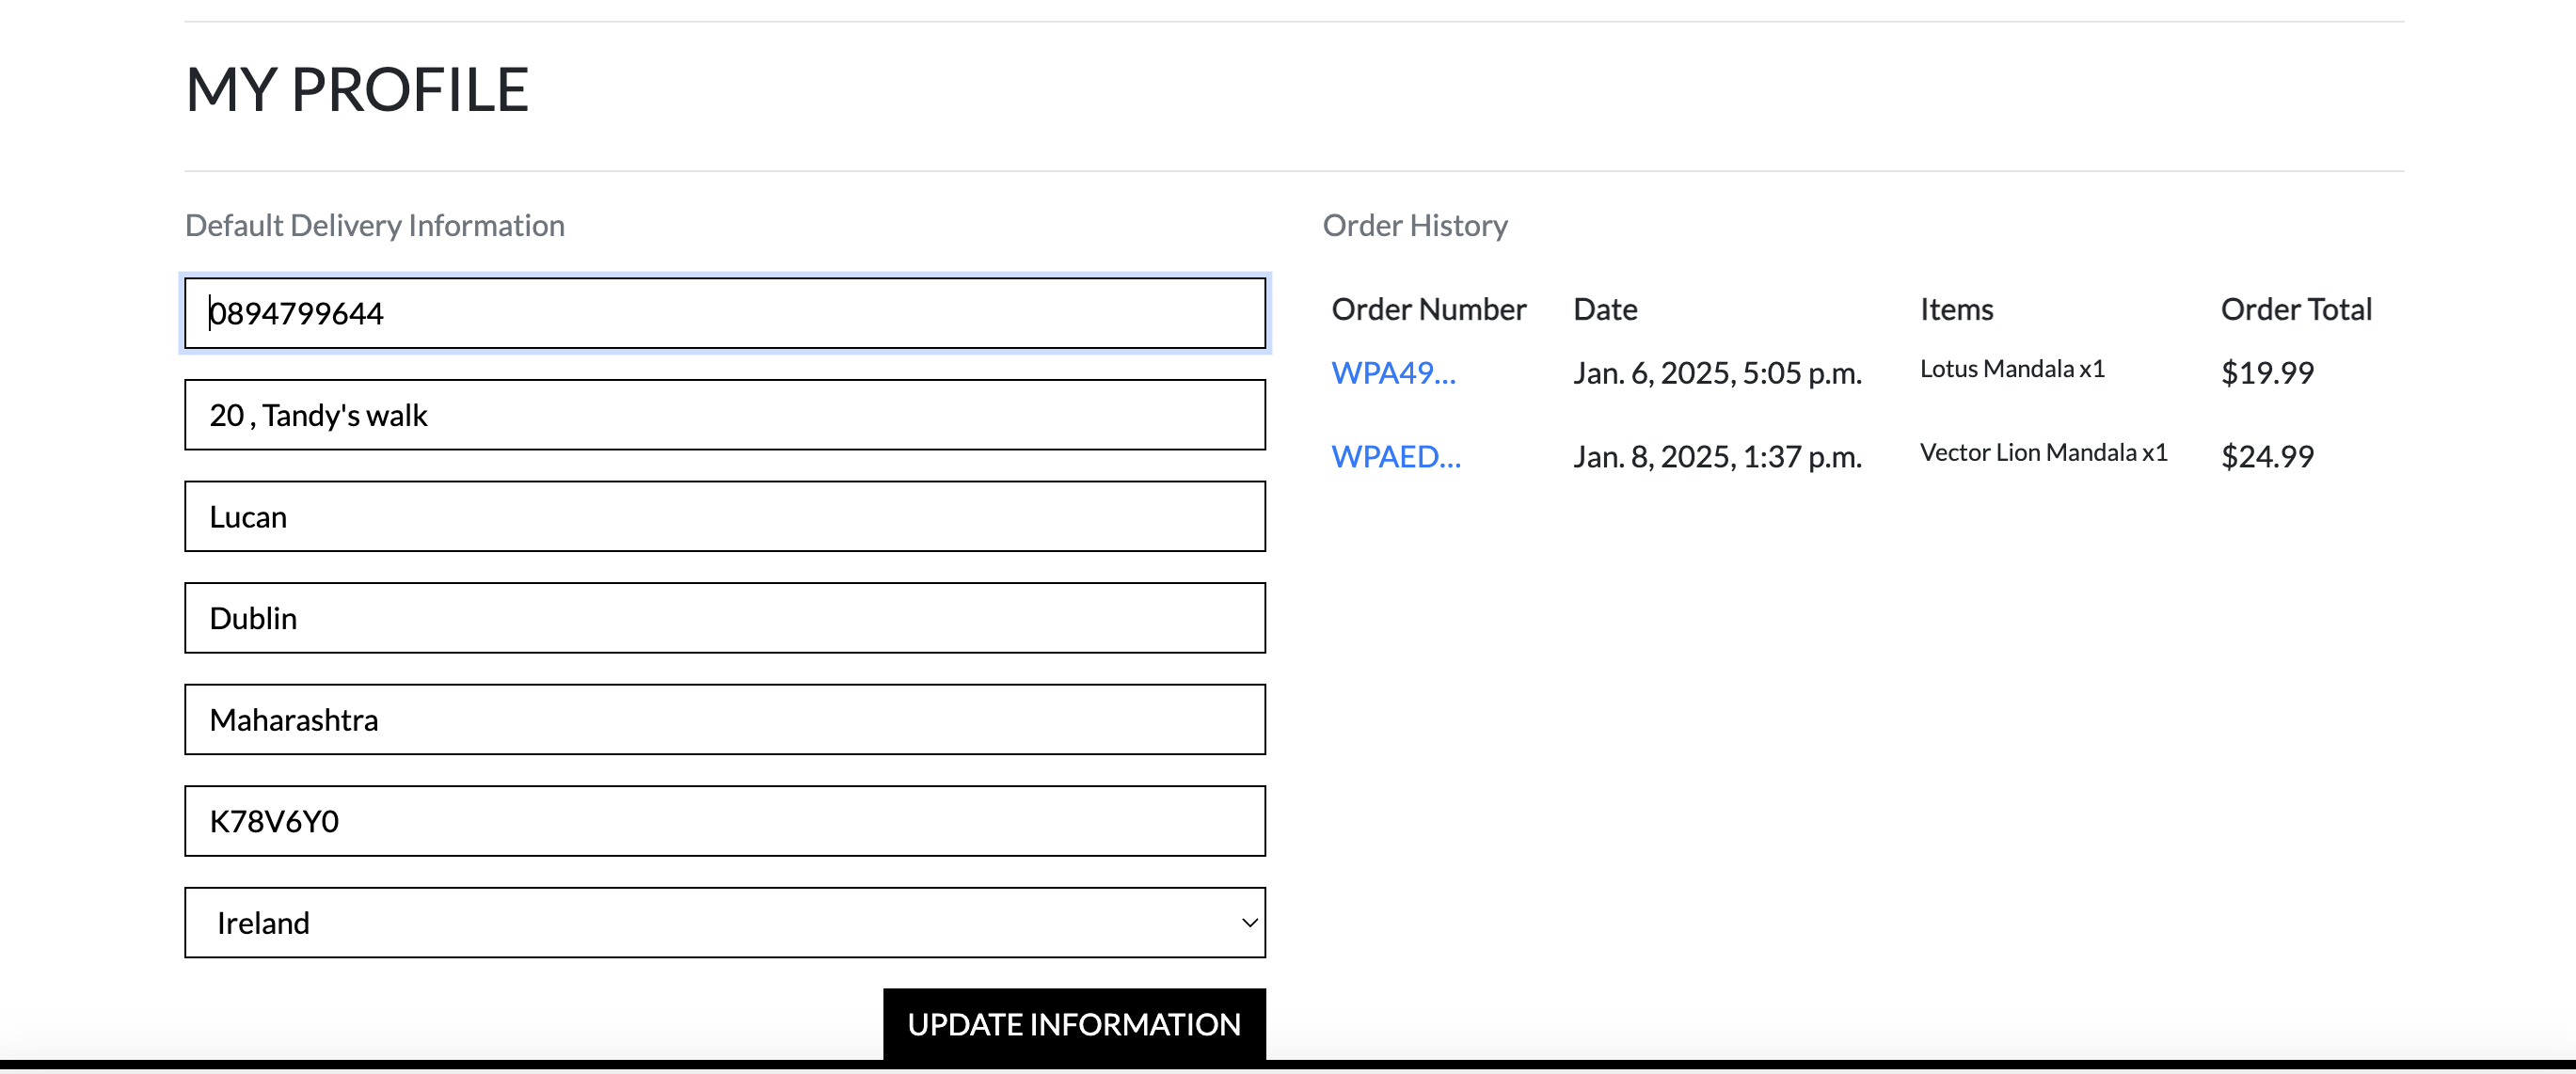 MY PROFILE
Default Delivery Information
0894799644
20 , Tandy's walk
Lucan
Dublin
Maharashtra
K78V6Y0
Ireland
UPDATE INFORMATION
Order History
Order Number Date Items Order Total
WPA49... Jan. 6, 2025, 5:05 p.m. Lotus Mandala x1 $19.99
WPAED... Jan. 8, 2025, 1:37 p.m. Vector Lion Mandala x1 $24.99